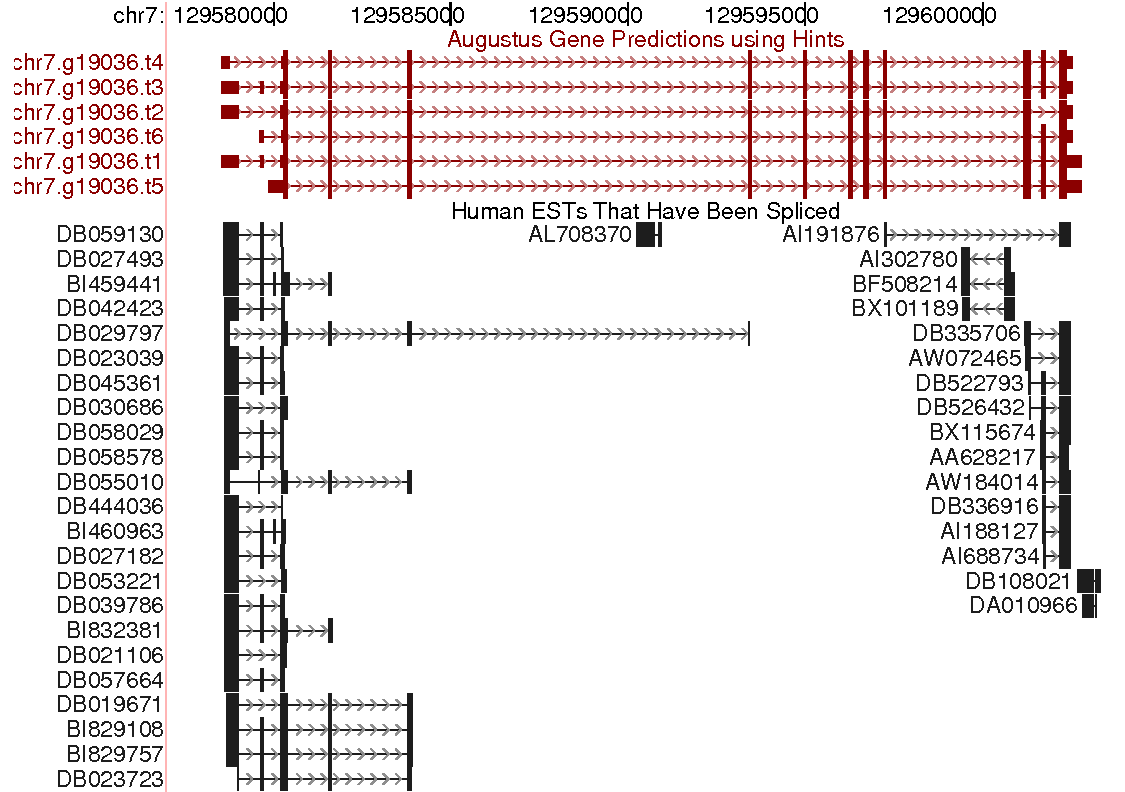 chr7: 129580000 129585000 129590000 129595000 129600000
Augustus Gene Predictions using Hints
chr7.g19036.t4
chr7.g19036.t3
chr7.g19036.t2
chr7.g19036.t6
chr7.g19036.t1
chr7.g19036.t5
Human ESTs That Have Been Spliced
DB059130 AL708370 AI191876
DB027493 AI302780
BI459441 BF508214
DB042423 BX101189
DB029797 DB335706
DB023039 AW072465
DB045361 DB522793
DB030686 DB526432
DB058029 BX115674
DB058578 AA628217
DB055010 AW184014
DB444036 DB336916
BI460963 AI188127
DB027182 AI688734
DB053221 DB108021
DB039786 DA010966
BI832381
DB021106
DB057664
DB019671
BI829108
BI829757
DB023723